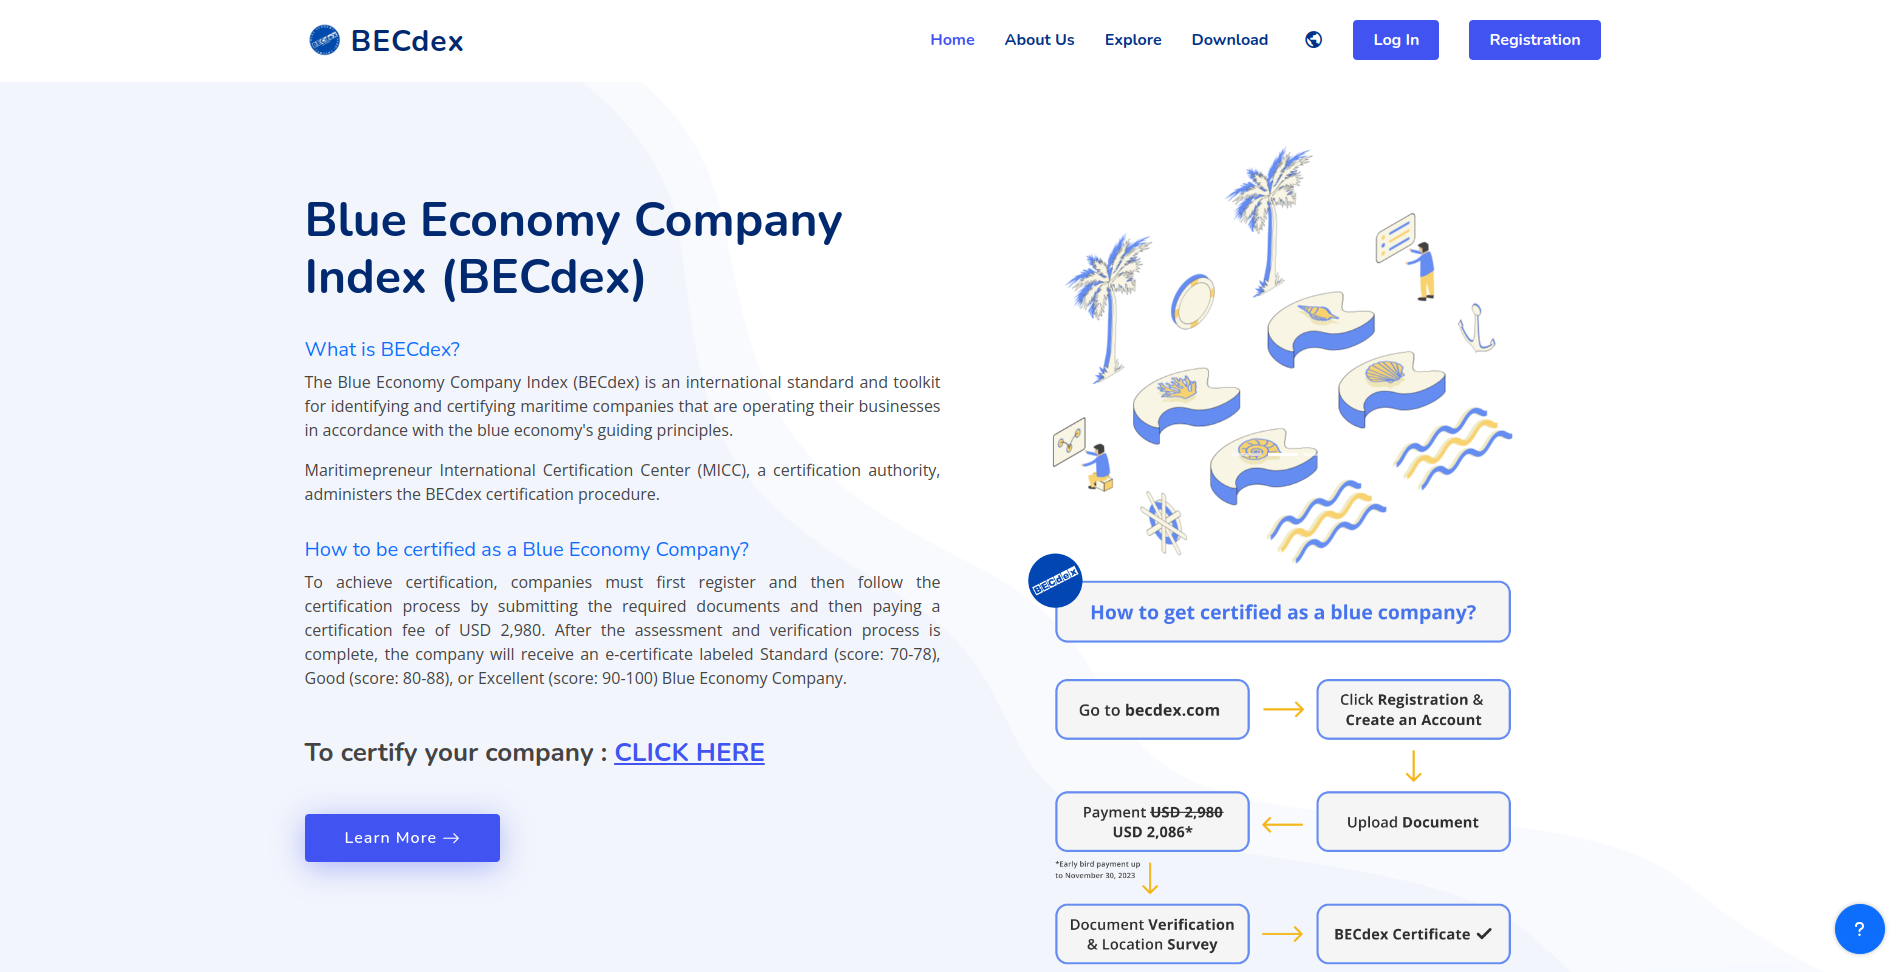 BECdex
Home
About Us
Explore
Download
Log In
Registration
Blue Economy Company
Index (BECdex)
What is BECdex?
The Blue Economy Company Index (BECdex) is an international standard and toolkit
for identifying and certifying maritime companies that are operating their businesses
in accordance with the blue economy's guiding principles.
Maritimepreneur International Certification Center (MICC), a certification authority,
administers the BECdex certification procedure.
How to be certified as a Blue Economy Company?
To achieve certification, companies must first register and then follow the
certification process by submitting the required documents and then paying a
certification fee of USD 2,980. After the assessment and verification process is
complete, the company will receive an e-certificate labeled Standard (score: 70-78),
Good (score: 80-88), or Excellent (score: 90-100) Blue Economy Company.
To certify your company : CLICK HERE
Learn More →
BECdex
How to get certified as a blue company?
Go to becdex.com
Click Registration &
Create an Account
Payment USD 2,980
USD 2,086*
Upload Document
*Early bird payment up
to November 30, 2023
Document Verification
& Location Survey
BECdex Certificate ✓
?